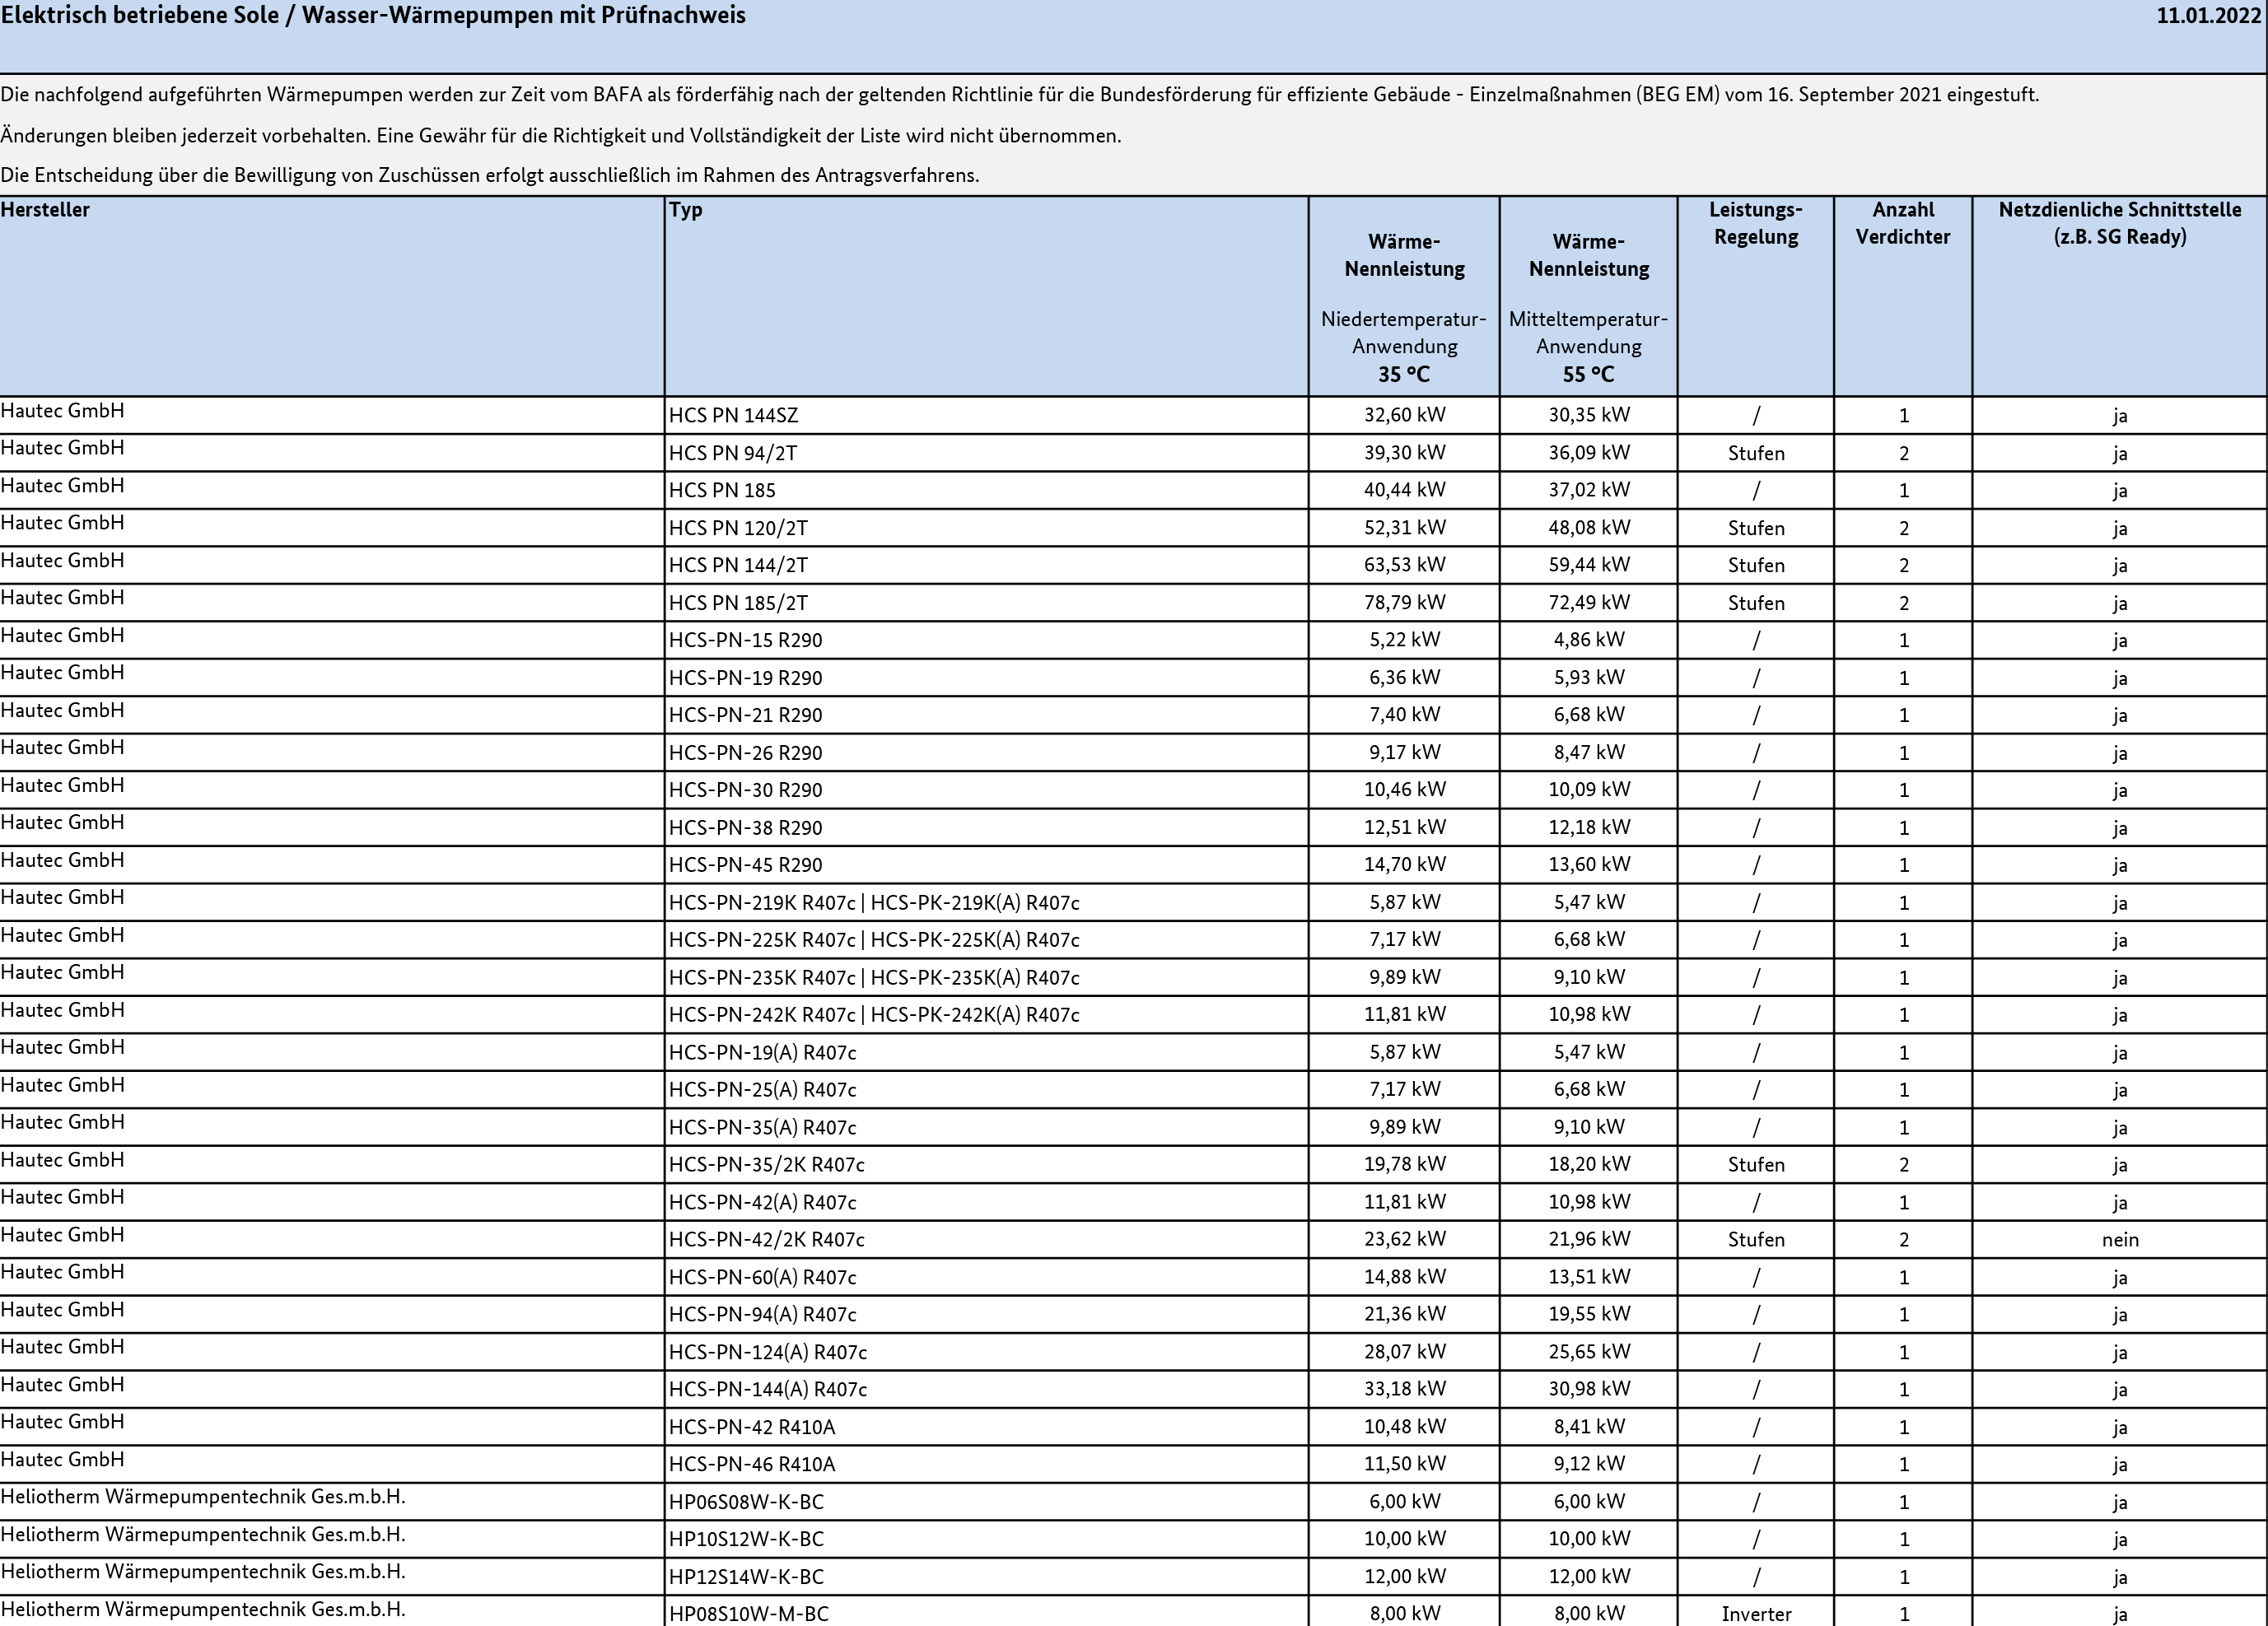 Elektrisch betriebene Sole / Wasser-Wärmepumpen mit Prüfnachweis 11.01.2022
Die nachfolgend aufgeführten Wärmepumpen werden zur Zeit vom BAFA als förderfähig nach der geltenden Richtlinie für die Bundesförderung für effiziente Gebäude - Einzelmaßnahmen (BEG EM) vom 16. September 2021 eingestuft.
Änderungen bleiben jederzeit vorbehalten. Eine Gewähr für die Richtigkeit und Vollständigkeit der Liste wird nicht übernommen.
Die Entscheidung über die Bewilligung von Zuschüssen erfolgt ausschließlich im Rahmen des Antragsverfahrens.
Hersteller
Typ
Wärme-
Nennleistung
Niedertemperatur-
Anwendung
35 °C
Wärme-
Nennleistung
Mitteltemperatur-
Anwendung
55 °C
Leistungs-
Regelung
Anzahl
Verdichter
Netzdienliche Schnittstelle
(z.B. SG Ready)
Hautec GmbH HCS PN 144SZ 32,60 kW 30,35 kW / 1 ja
Hautec GmbH HCS PN 94/2T 39,30 kW 36,09 kW Stufen 2 ja
Hautec GmbH HCS PN 185 40,44 kW 37,02 kW / 1 ja
Hautec GmbH HCS PN 120/2T 52,31 kW 48,08 kW Stufen 2 ja
Hautec GmbH HCS PN 144/2T 63,53 kW 59,44 kW Stufen 2 ja
Hautec GmbH HCS PN 185/2T 78,79 kW 72,49 kW Stufen 2 ja
Hautec GmbH HCS-PN-15 R290 5,22 kW 4,86 kW / 1 ja
Hautec GmbH HCS-PN-19 R290 6,36 kW 5,93 kW / 1 ja
Hautec GmbH HCS-PN-21 R290 7,40 kW 6,68 kW / 1 ja
Hautec GmbH HCS-PN-26 R290 9,17 kW 8,47 kW / 1 ja
Hautec GmbH HCS-PN-30 R290 10,46 kW 10,09 kW / 1 ja
Hautec GmbH HCS-PN-38 R290 12,51 kW 12,18 kW / 1 ja
Hautec GmbH HCS-PN-45 R290 14,70 kW 13,60 kW / 1 ja
Hautec GmbH HCS-PN-219K R407c | HCS-PK-219K(A) R407c 5,87 kW 5,47 kW / 1 ja
Hautec GmbH HCS-PN-225K R407c | HCS-PK-225K(A) R407c 7,17 kW 6,68 kW / 1 ja
Hautec GmbH HCS-PN-235K R407c | HCS-PK-235K(A) R407c 9,89 kW 9,10 kW / 1 ja
Hautec GmbH HCS-PN-242K R407c | HCS-PK-242K(A) R407c 11,81 kW 10,98 kW / 1 ja
Hautec GmbH HCS-PN-19(A) R407c 5,87 kW 5,47 kW / 1 ja
Hautec GmbH HCS-PN-25(A) R407c 7,17 kW 6,68 kW / 1 ja
Hautec GmbH HCS-PN-35(A) R407c 9,89 kW 9,10 kW / 1 ja
Hautec GmbH HCS-PN-35/2K R407c 19,78 kW 18,20 kW Stufen 2 ja
Hautec GmbH HCS-PN-42(A) R407c 11,81 kW 10,98 kW / 1 ja
Hautec GmbH HCS-PN-42/2K R407c 23,62 kW 21,96 kW Stufen 2 nein
Hautec GmbH HCS-PN-60(A) R407c 14,88 kW 13,51 kW / 1 ja
Hautec GmbH HCS-PN-94(A) R407c 21,36 kW 19,55 kW / 1 ja
Hautec GmbH HCS-PN-124(A) R407c 28,07 kW 25,65 kW / 1 ja
Hautec GmbH HCS-PN-144(A) R407c 33,18 kW 30,98 kW / 1 ja
Hautec GmbH HCS-PN-42 R410A 10,48 kW 8,41 kW / 1 ja
Hautec GmbH HCS-PN-46 R410A 11,50 kW 9,12 kW / 1 ja
Heliotherm Wärmepumpentechnik Ges.m.b.H. HP06S08W-K-BC 6,00 kW 6,00 kW / 1 ja
Heliotherm Wärmepumpentechnik Ges.m.b.H. HP10S12W-K-BC 10,00 kW 10,00 kW / 1 ja
Heliotherm Wärmepumpentechnik Ges.m.b.H. HP12S14W-K-BC 12,00 kW 12,00 kW / 1 ja
Heliotherm Wärmepumpentechnik Ges.m.b.H. HP08S10W-M-BC 8,00 kW 8,00 kW Inverter 1 ja